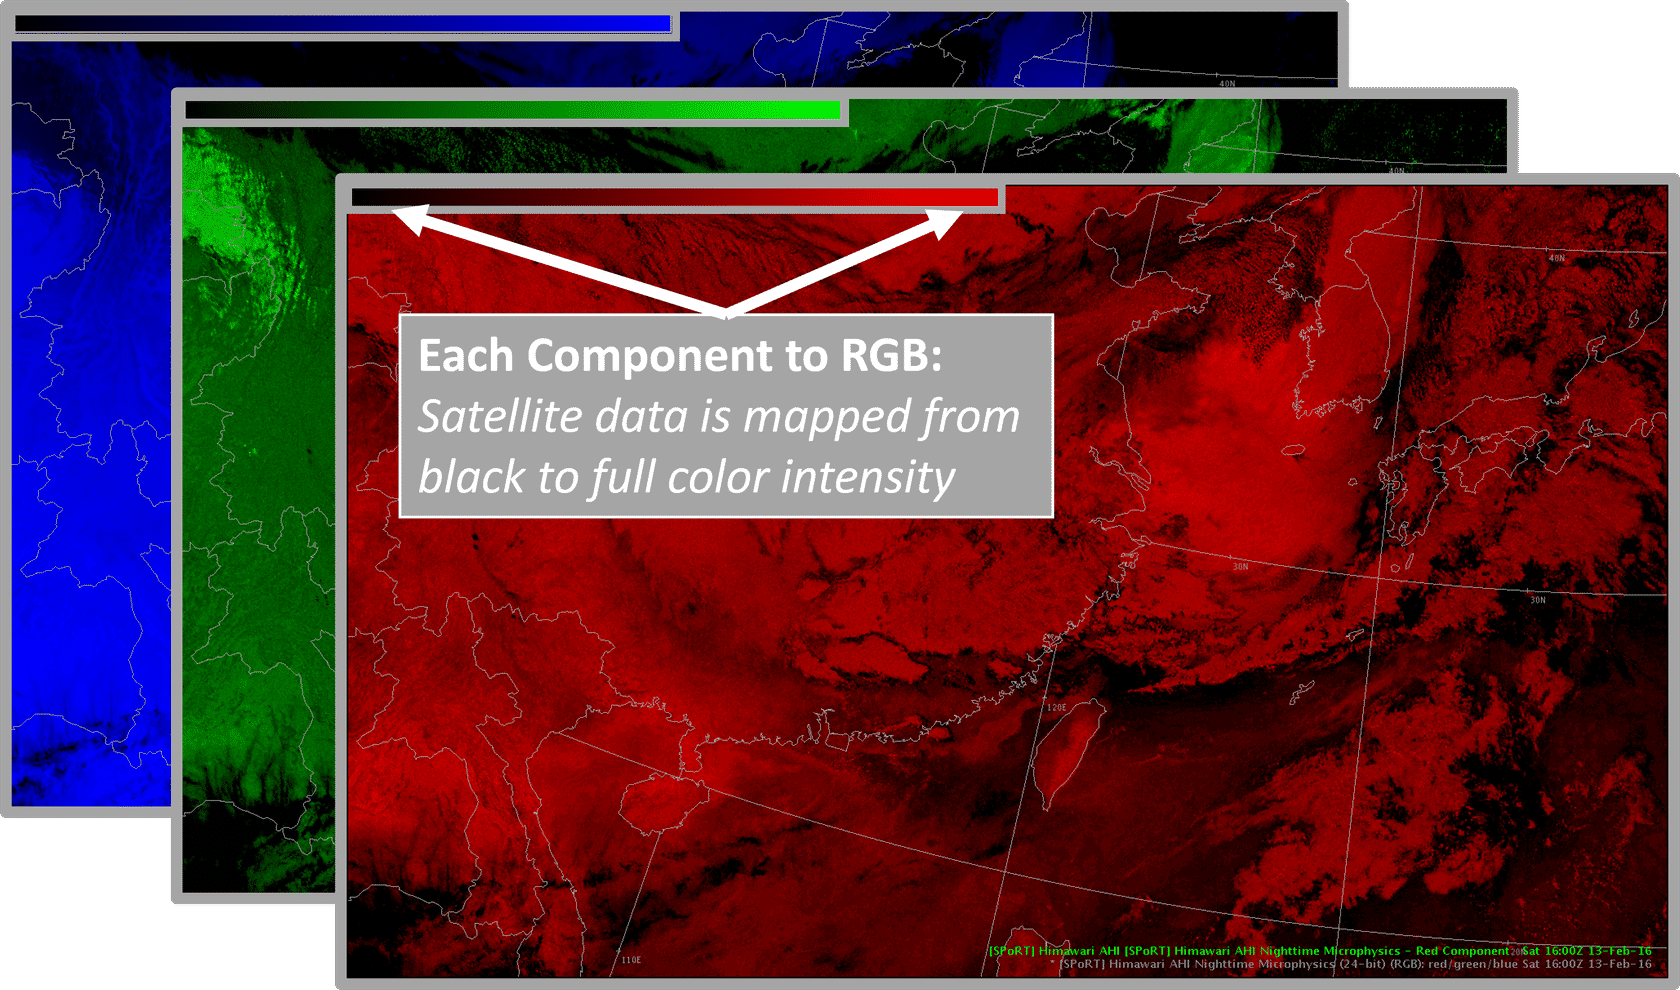 40N
40N
Each Component to RGB:
Satellite data is mapped from
black to full color intensity
40N
30N
30N
120E
110E
20N
[SPoRT] Himawari AHI [SPoRT] Himawari AHI Nighttime Microphysics - Red Component Sat 16:00Z 13-Feb-16
* [SPoRT] Himawari AHI Nighttime Microphysics (24-bit) (RGB): red/green/blue Sat 16:00Z 13-Feb-16